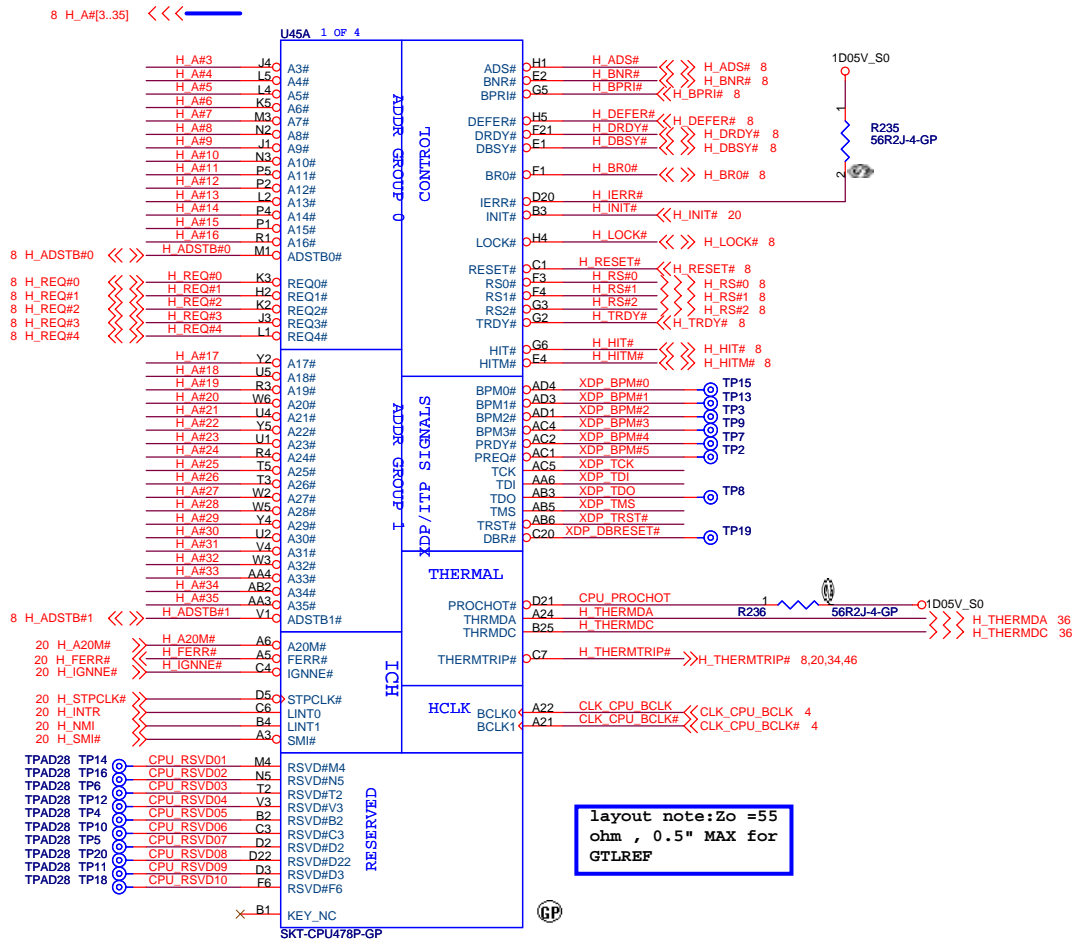 8 H_A#[3..35]
U45A 1 OF 4
H_A#3 J4 A3#
H_A#4 L5 A4#
H_A#5 L4 A5#
H_A#6 K5 A6#
H_A#7 M3 A7#
H_A#8 N2 A8#
H_A#9 J1 A9#
H_A#10 N3 A10#
H_A#11 P5 A11#
H_A#12 P2 A12#
H_A#13 L2 A13#
H_A#14 P4 A14#
H_A#15 P1 A15#
H_A#16 R1 A16#
8 H_ADSTB#0 H_ADSTB#0 M1 ADSTB0#
8 H_REQ#0 H_REQ#0 K3 REQ0#
8 H_REQ#1 H_REQ#1 H2 REQ1#
8 H_REQ#2 H_REQ#2 K2 REQ2#
8 H_REQ#3 H_REQ#3 J3 REQ3#
8 H_REQ#4 H_REQ#4 L1 REQ4#
ADDR GROUP 0
H_A#17 Y2 A17#
H_A#18 U5 A18#
H_A#19 R3 A19#
H_A#20 W6 A20#
H_A#21 U4 A21#
H_A#22 Y5 A22#
H_A#23 U1 A23#
H_A#24 R4 A24#
H_A#25 T5 A25#
H_A#26 T3 A26#
H_A#27 W2 A27#
H_A#28 W5 A28#
H_A#29 Y4 A29#
H_A#30 U2 A30#
H_A#31 V4 A31#
H_A#32 W3 A32#
H_A#33 AA4 A33#
H_A#34 AB2 A34#
H_A#35 AA3 A35#
8 H_ADSTB#1 H_ADSTB#1 V1 ADSTB1#
ADDR GROUP 1
20 H_A20M# H_A20M# A6 A20M#
20 H_FERR# H_FERR# A5 FERR#
20 H_IGNNE# H_IGNNE# C4 IGNNE#
20 H_STPCLK# D5 STPCLK#
20 H_INTR C6 LINT0
20 H_NMI B4 LINT1
20 H_SMI# A3 SMI#
ICH
TPAD28 TP14 CPU_RSVD01 M4 RSVD#M4
TPAD28 TP16 CPU_RSVD02 N5 RSVD#N5
TPAD28 TP6 CPU_RSVD03 T2 RSVD#T2
TPAD28 TP12 CPU_RSVD04 V3 RSVD#V3
TPAD28 TP4 CPU_RSVD05 B2 RSVD#B2
TPAD28 TP10 CPU_RSVD06 C3 RSVD#C3
TPAD28 TP5 CPU_RSVD07 D2 RSVD#D2
TPAD28 TP20 CPU_RSVD08 D22 RSVD#D22
TPAD28 TP11 CPU_RSVD09 D3 RSVD#D3
TPAD28 TP18 CPU_RSVD10 F6 RSVD#F6
RESERVED
B1 KEY_NC
SKT-CPU478P-GP
CONTROL
ADS# H1 H_ADS# H_ADS# 8
BNR# E2 H_BNR# H_BNR# 8
BPRI# G5 H_BPRI# H_BPRI# 8
DEFER# H5 H_DEFER# H_DEFER# 8
DRDY# F21 H_DRDY# H_DRDY# 8
DBSY# E1 H_DBSY# H_DBSY# 8
BR0# F1 H_BR0# H_BR0# 8
IERR# D20 H_IERR#
INIT# B3 H_INIT# H_INIT# 20
LOCK# H4 H_LOCK# H_LOCK# 8
RESET# C1 H_RESET# H_RESET# 8
RS0# F3 H_RS#0 H_RS#0 8
RS1# F4 H_RS#1 H_RS#1 8
RS2# G3 H_RS#2 H_RS#2 8
TRDY# G2 H_TRDY# H_TRDY# 8
HIT# G6 H_HIT# H_HIT# 8
HITM# E4 H_HITM# H_HITM# 8
1D05V_S0
1
R235
56R2J-4-GP
2
XDP/ITP SIGNALS
BPM0# AD4 XDP_BPM#0 TP15
BPM1# AD3 XDP_BPM#1 TP13
BPM2# AD1 XDP_BPM#2 TP3
BPM3# AC4 XDP_BPM#3 TP9
PRDY# AC2 XDP_BPM#4 TP7
PREQ# AC1 XDP_BPM#5 TP2
TCK AC5 XDP_TCK
TDI AA6 XDP_TDI
TDO AB3 XDP_TDO TP8
TMS AB5 XDP_TMS
TRST# AB6 XDP_TRST#
DBR# C20 XDP_DBRESET# TP19
THERMAL
PROCHOT# D21 CPU_PROCHOT 1 R236 2 56R2J-4-GP 1D05V_S0
THRMDA A24 H_THERMDA H_THERMDA 36
THRMDC B25 H_THERMDC H_THERMDC 36
THERMTRIP# C7 H_THERMTRIP# H_THERMTRIP# 8,20,34,46
HCLK
BCLK0 A22 CLK_CPU_BCLK CLK_CPU_BCLK 4
BCLK1 A21 CLK_CPU_BCLK# CLK_CPU_BCLK# 4
layout note:Zo =55
ohm , 0.5" MAX for
GTLREF
GP